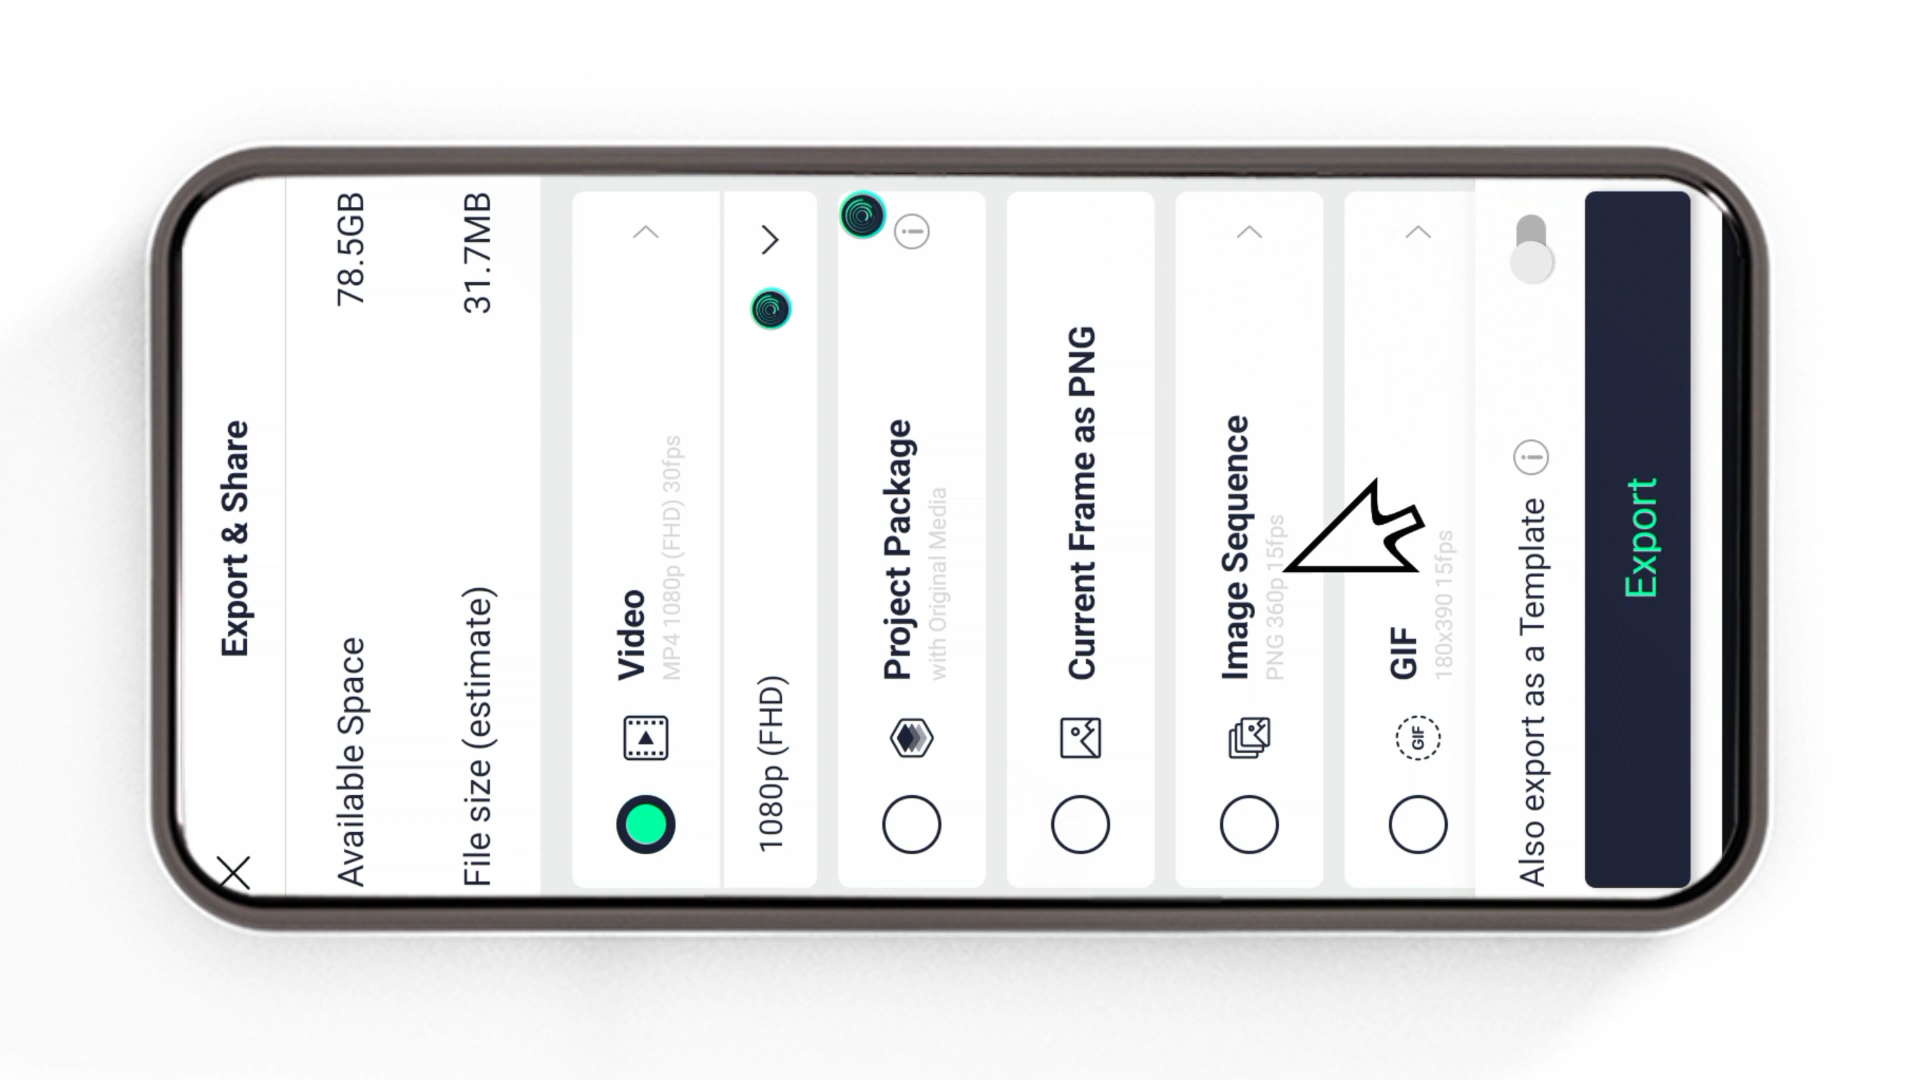 Export & Share
Available Space 78.5GB
File size (estimate) 31.7MB
Video
MP4 1080p (FHD) 30fps
1080p (FHD)
Project Package
with Original Media
Current Frame as PNG
Image Sequence
PNG 360p 15fps
GIF
GIF
180x390 15fps
Also export as a Template
Export